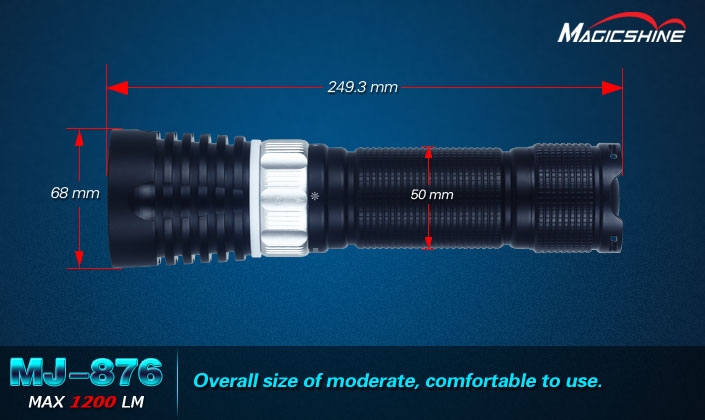 MAGICSHINE
249.3 mm
68 mm
50 mm
MJ-876
MAX 1200 LM
Overall size of moderate, comfortable to use.